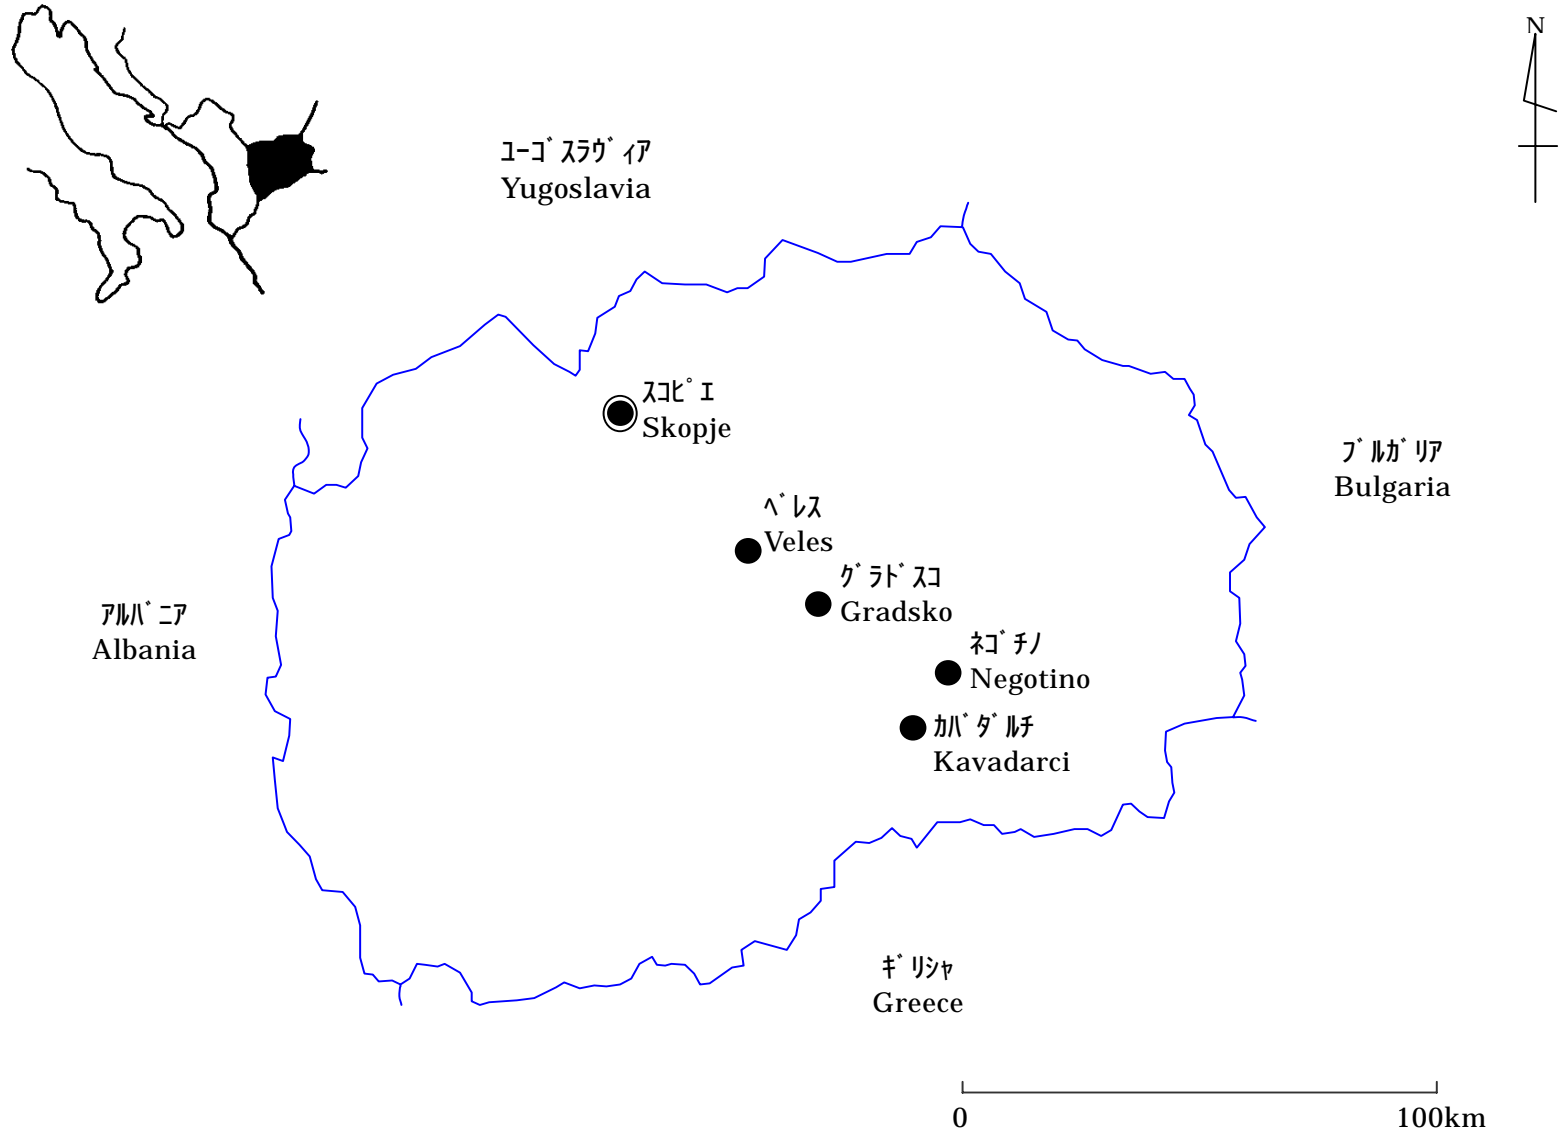 N
ﾕｰｺﾞｽﾗｳﾞｨｱ
Yugoslavia
ｽｺﾋﾟｴ
Skopje
ﾌﾞﾙｶﾞﾘｱ
Bulgaria
ﾍﾞﾚｽ
Veles
ｸﾞﾗﾄﾞｽｺ
Gradsko
ｱﾙﾊﾞﾆｱ
Albania
ﾈｺﾞﾁﾉ
Negotino
ｶﾊﾞﾀﾞﾙﾁ
Kavadarci
ｷﾞﾘｼｬ
Greece
0 100km